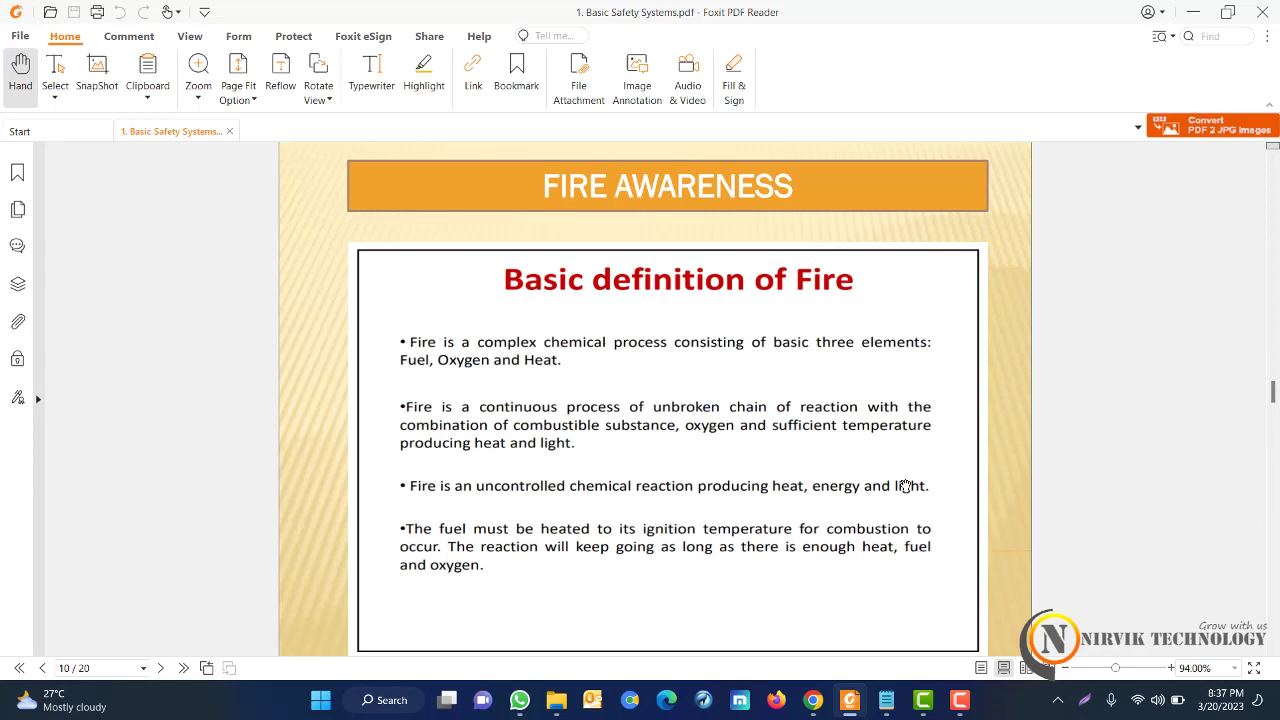 1. Basic Safety Systems.pdf - Foxit PDF Reader
File Home Comment View Form Protect Foxit eSign Share Help Tell me... Find
Hand Select SnapShot Clipboard Zoom Page Fit Option Reflow Rotate View Typewriter Highlight Link Bookmark File Attachment Image Annotation Audio & Video Fill & Sign
Start 1. Basic Safety Systems... Convert
PDF 2 JPG Images
FIRE AWARENESS
Basic definition of Fire
• Fire is a complex chemical process consisting of basic three elements:
Fuel, Oxygen and Heat.
•Fire is a continuous process of unbroken chain of reaction with the
combination of combustible substance, oxygen and sufficient temperature
producing heat and light.
• Fire is an uncontrolled chemical reaction producing heat, energy and light.
•The fuel must be heated to its ignition temperature for combustion to
occur. The reaction will keep going as long as there is enough heat, fuel
and oxygen.
Grow with us
N NIRVIK TECHNOLOGY
10 / 20 94.00%
27°C
Mostly cloudy
Search
8:37 PM
3/20/2023